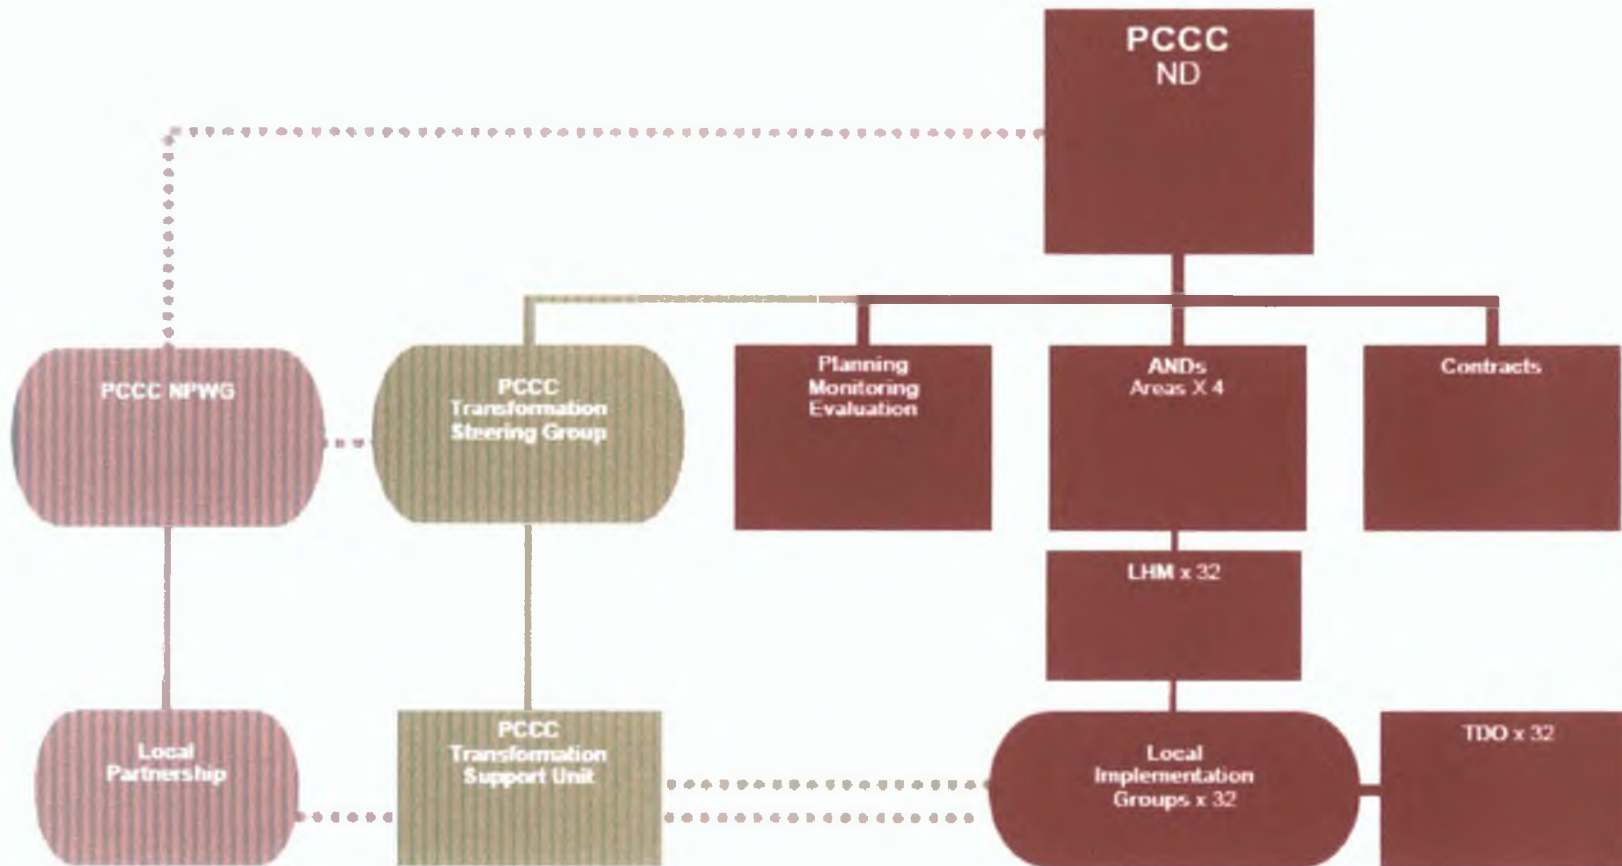 PCCC
ND
PCCC NPWG
PCCC
Transformation
Steering Group
Planning
Monitoring
Evaluation
ANDs
Areas X 4
Contracts
LHM x 32
Local
Partnership
PCCC
Transformation
Support Unit
Local
Implementation
Groups x 32
TDO x 32